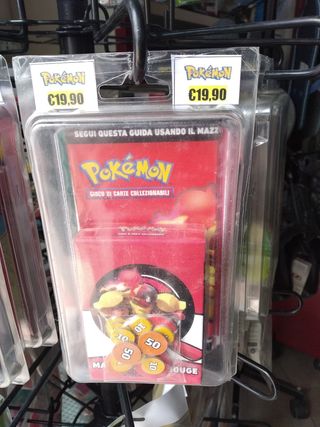 POKéMON
€19,90
POKéMON
€19,90
SEGUI QUESTA GUIDA USANDO IL MAZZ
POKéMON
GIOCO DI CARTE COLLEZIONABILI
POKéMON
50
10
50
10